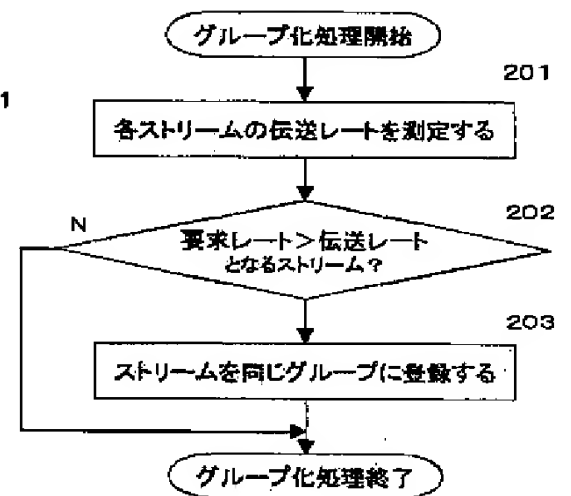 グループ化処理開始
201
1
各ストリームの伝送レートを測定する
202
N
要求レート>伝送レート
となるストリーム?
203
ストリームを同じグループに登録する
グループ化処理終了